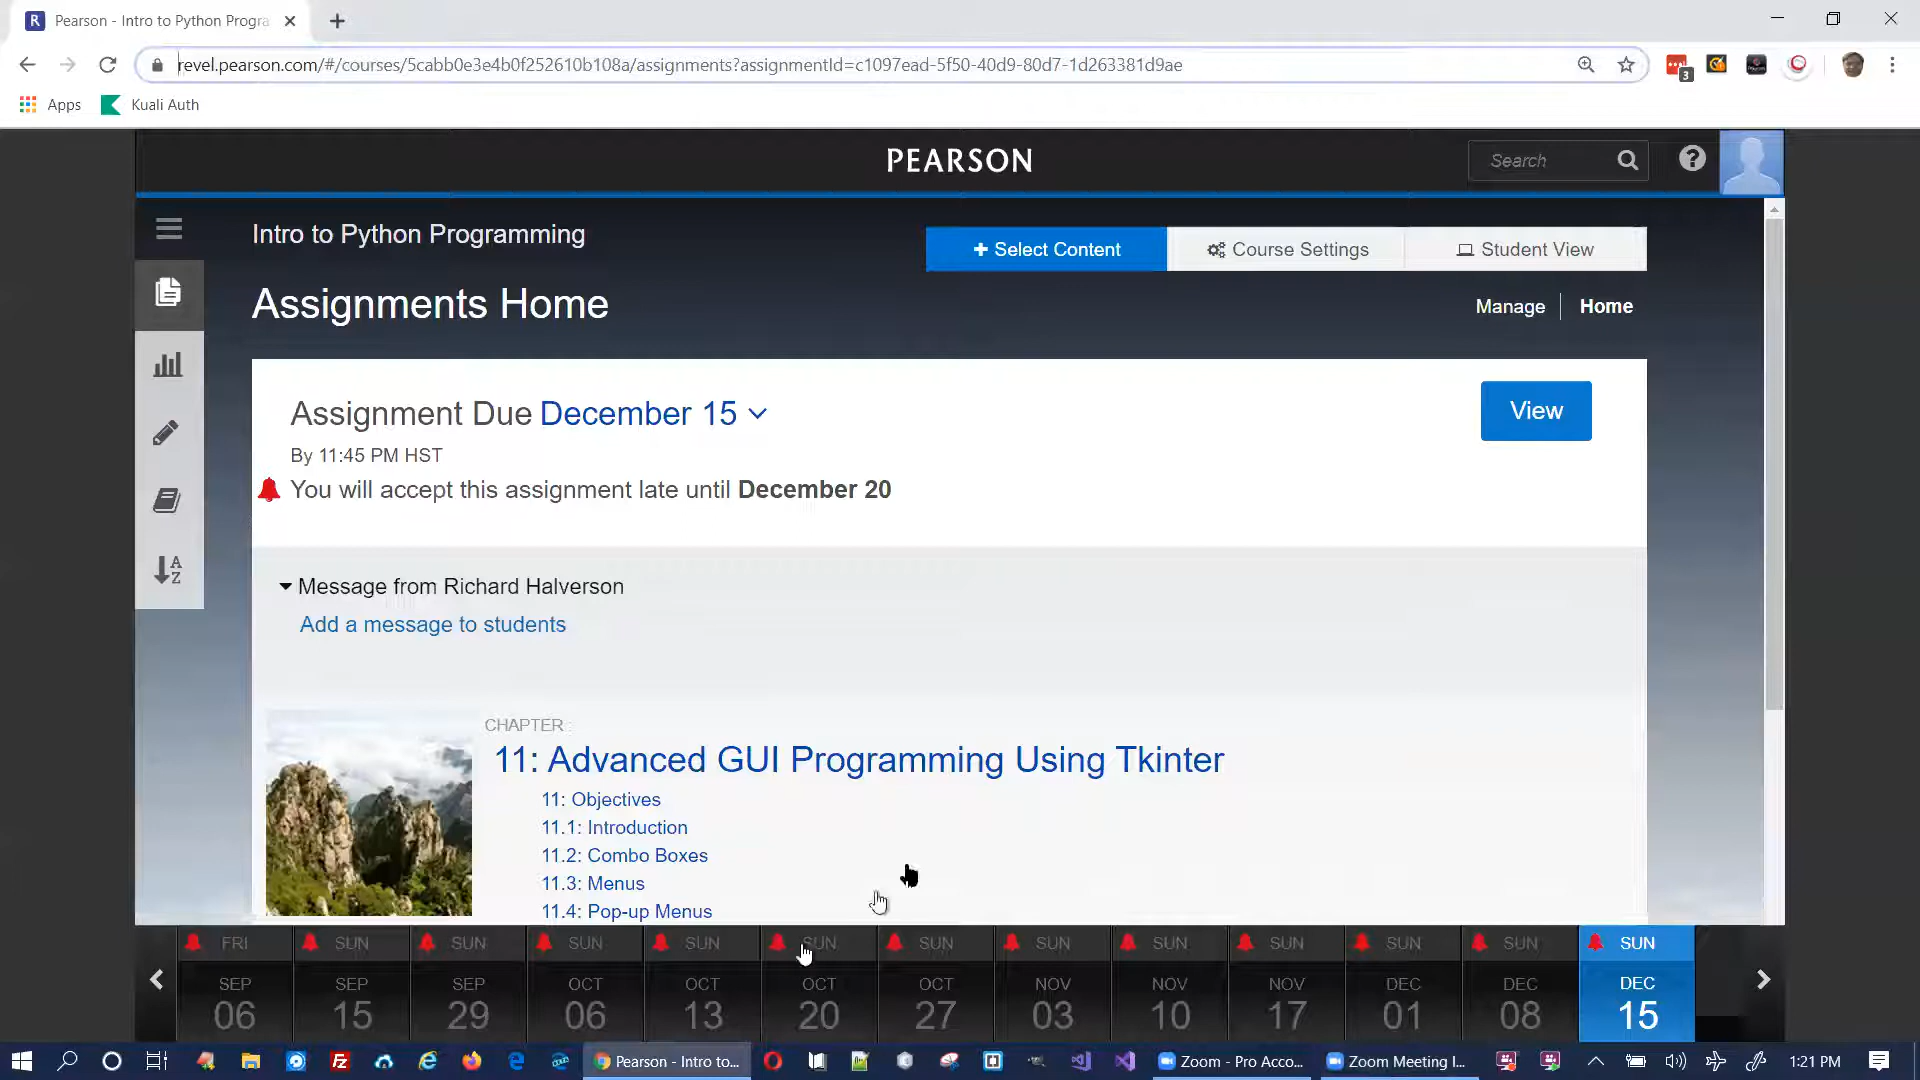 R Pearson - Intro to Python Progra
revel.pearson.com/#/courses/5cabb0e3e4b0f252610b108a/assignments?assignmentId=c1097ead-5f50-40d9-80d7-1d263381d9ae
3
Apps
Kuali Auth
PEARSON
Search
Intro to Python Programming
Select Content
Course Settings
Student View
Assignments Home
Manage
Home
Assignment Due December 15
View
By 11:45 PM HST
You will accept this assignment late until December 20
Message from Richard Halverson
Add a message to students
CHAPTER :
11: Advanced GUI Programming Using Tkinter
11: Objectives
11.1: Introduction
11.2: Combo Boxes
11.3: Menus
11.4: Pop-up Menus
FRI SUN SUN SUN SUN SUN SUN SUN SUN SUN SUN SUN SUN
SEP SEP SEP OCT OCT OCT OCT NOV NOV NOV DEC DEC DEC
06 15 29 06 13 20 27 03 10 17 01 08 15
Pearson - Intro to...
Zoom - Pro Acco...
Zoom Meeting I...
1:21 PM